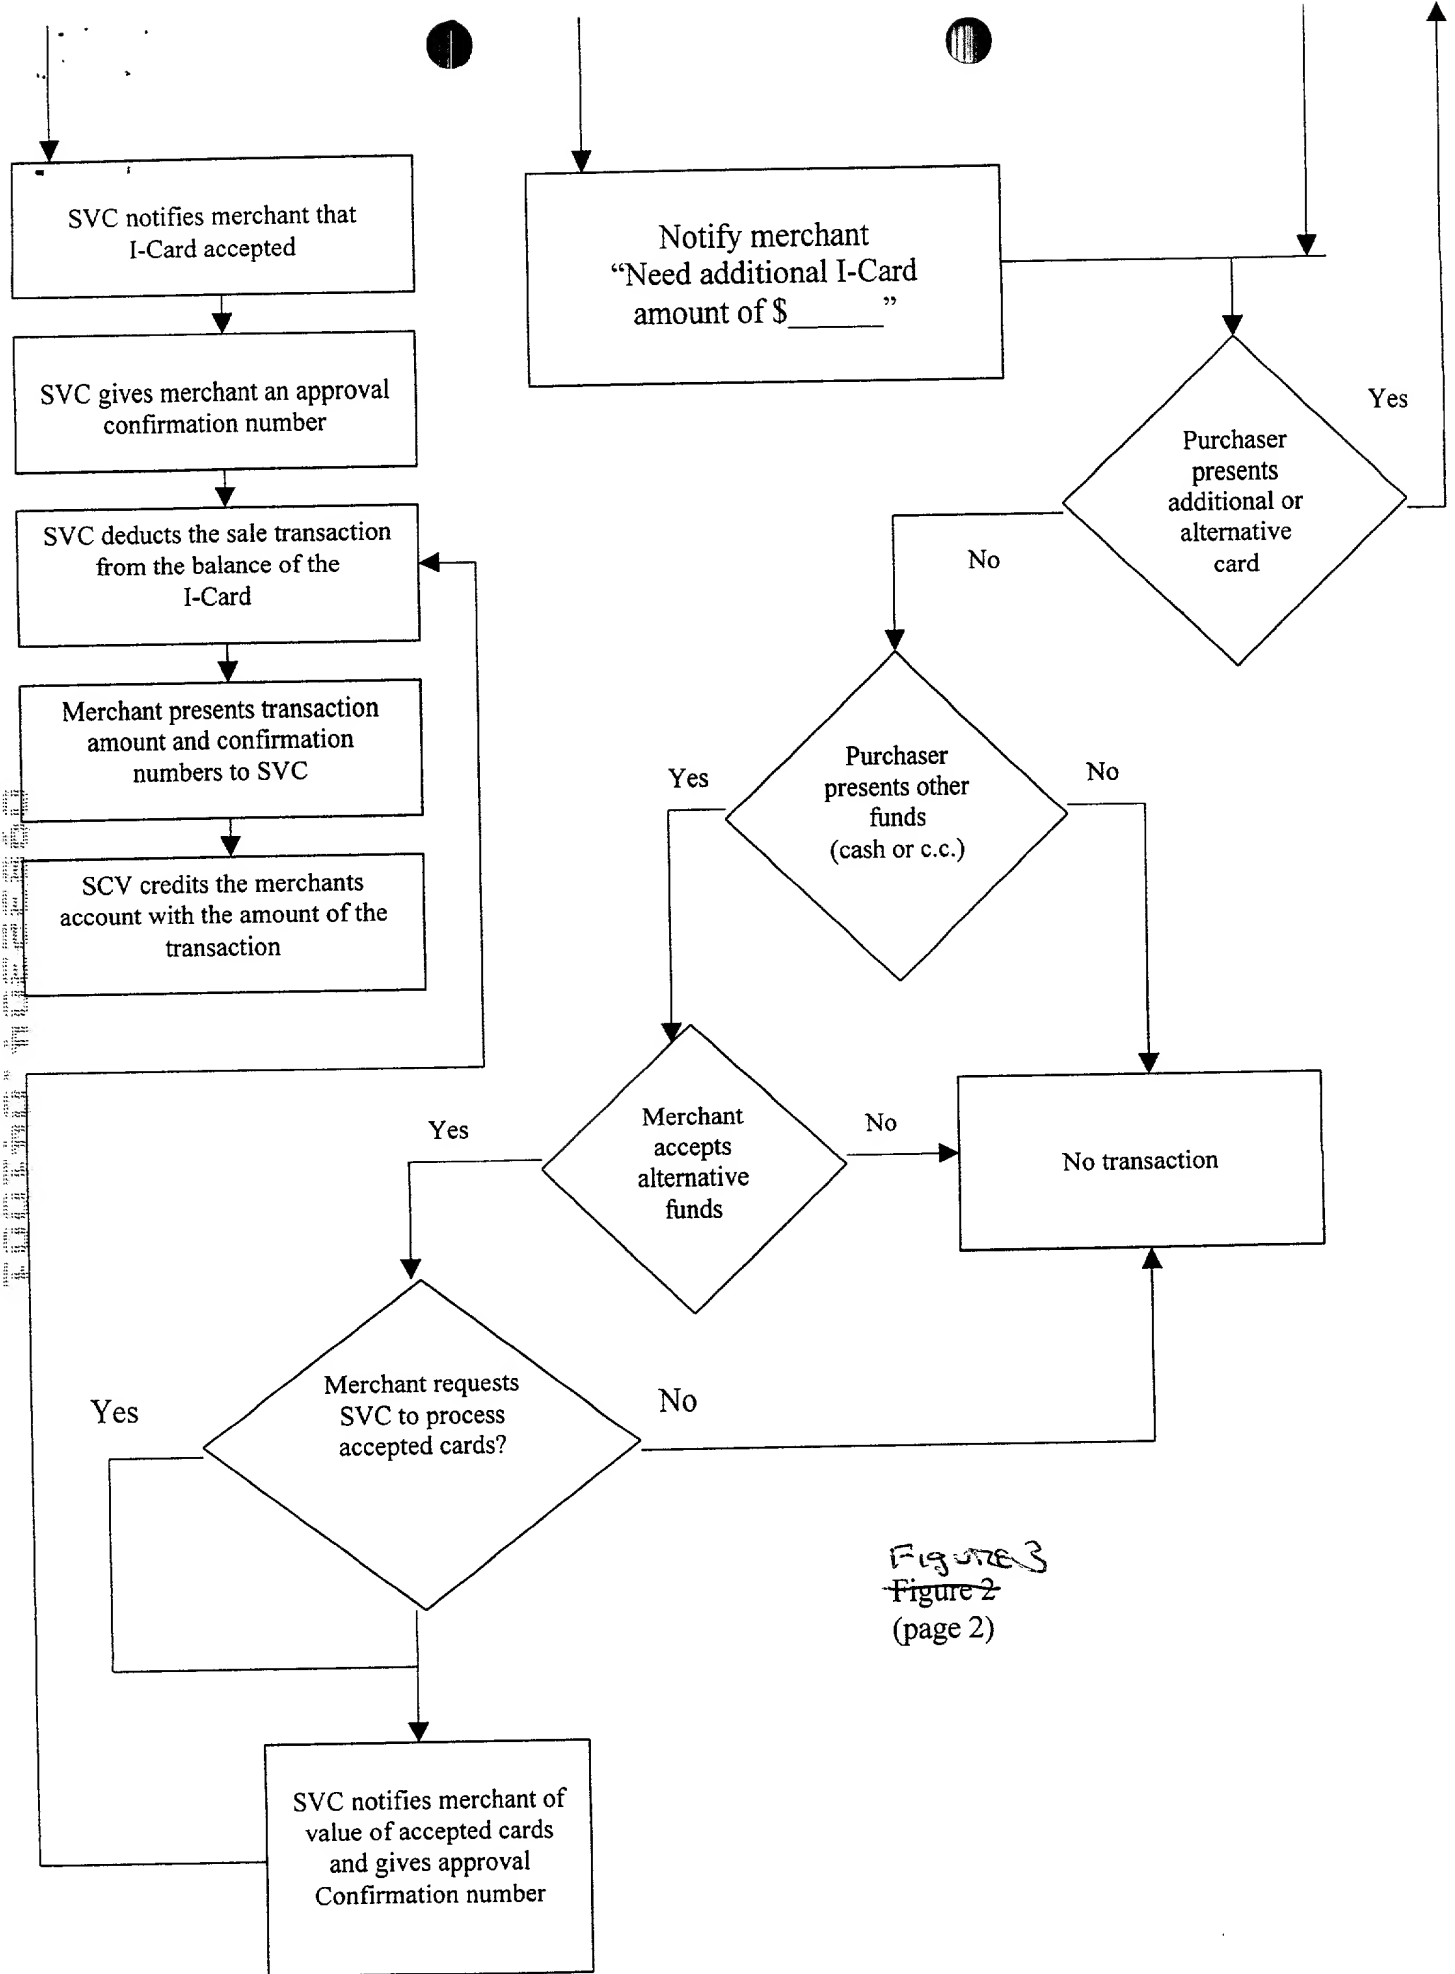 SVC notifies merchant that
I-Card accepted
SVC gives merchant an approval
confirmation number
SVC deducts the sale transaction
from the balance of the
I-Card
Merchant presents transaction
amount and confirmation
numbers to SVC
SCV credits the merchants
account with the amount of the
transaction
Notify merchant
“Need additional I-Card
amount of $______”
Purchaser
presents
additional or
alternative
card
Yes
No
Purchaser
presents other
funds
(cash or c.c.)
Yes
No
Merchant
accepts
alternative
funds
Yes
No
No transaction
Merchant requests
SVC to process
accepted cards?
Yes
No
SVC notifies merchant of
value of accepted cards
and gives approval
Confirmation number
Figure 3
Figure 2
(page 2)